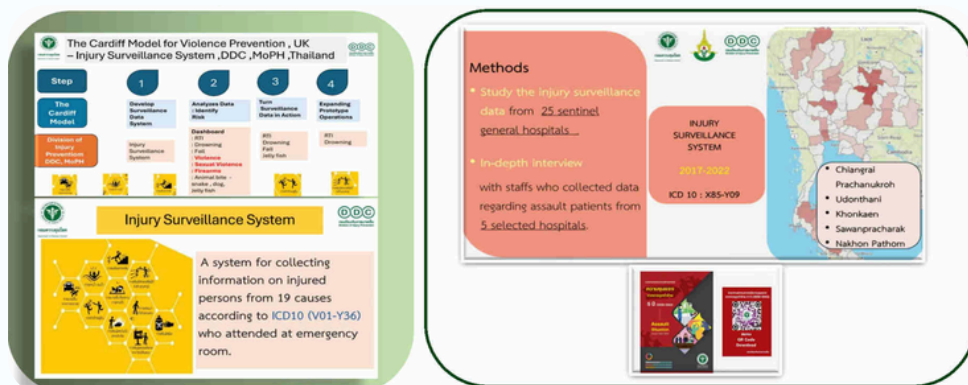 The Cardiff Model for Violence Prevention , UK
– Injury Surveillance System ,DDC ,MoPH ,Thailand
Step
1
2
3
4
The
Cardiff
Model
Develop
Surveillance
Data
System
Analyzes Data
: Identify
Risk
Turn
Surveillance
Data in Action
Expanding
Prototype
Operations
Division of
Injury
Prevention
DDC, MoPH
Injury
Surveillance
System
Dashboard
: RTI
: Drowning
: Fall
: Violence
: Sexual Violence
: Firearms
: Animal bite -
snake , dog,
Jelly fish
RTI
Drowning
Fall
Jelly fish
RTI
Drowning
DDC
Injury Surveillance System
A system for collecting
information on injured
persons from 19 causes
according to ICD10 (V01-Y36)
who attended at emergency
room.
DDC
Methods
• Study the injury surveillance
data from 25 sentinel
general hospitals
• In-depth interview
with staffs who collected data
regarding assault patients from
5 selected hospitals.
INJURY
SURVEILLANCE
SYSTEM
2017-2022
ICD 10 : X85-Y09
• Chiangrai
Prachanukroh
• Udonthani
• Khonkaen
• Sawanpracharak
• Nakhon Pathom
Assault
QR Code
Download